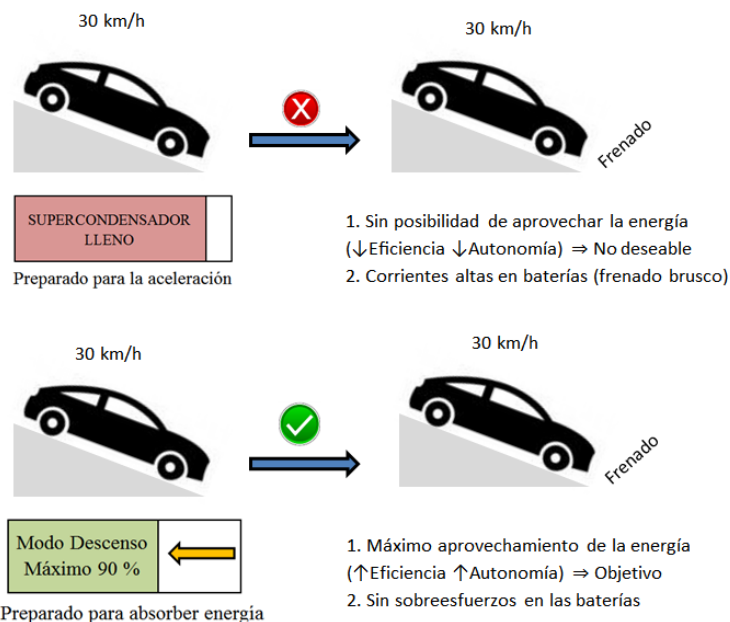 30 km/h
30 km/h
X
Frenado
SUPERCONDENSADOR
LLENO
Preparado para la aceleración
1. Sin posibilidad de aprovechar la energía
(↓Eficiencia ↓Autonomía) ⇒ No deseable
2. Corrientes altas en baterías (frenado brusco)
30 km/h
30 km/h
Frenado
Modo Descenso
Máximo 90 %
Preparado para absorber energía
1. Máximo aprovechamiento de la energía
(↑Eficiencia ↑Autonomía) ⇒ Objetivo
2. Sin sobreesfuerzos en las baterías